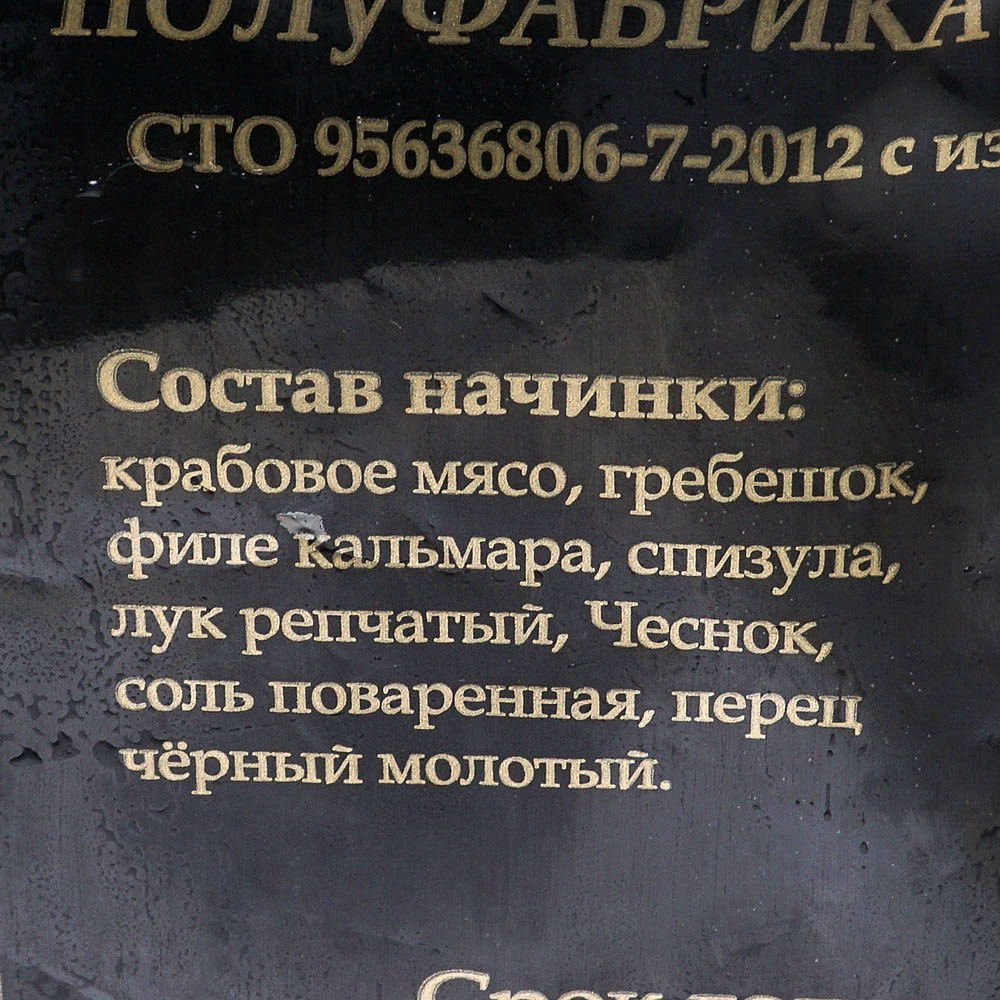 ПОЛУФАБРИКА
СТО 95636806-7-2012 с из
Состав начинки:
крабовое мясо, гребешок,
филе кальмара, спизула,
лук репчатый, Чеснок,
соль поваренная, перец
чёрный молотый.
Срок